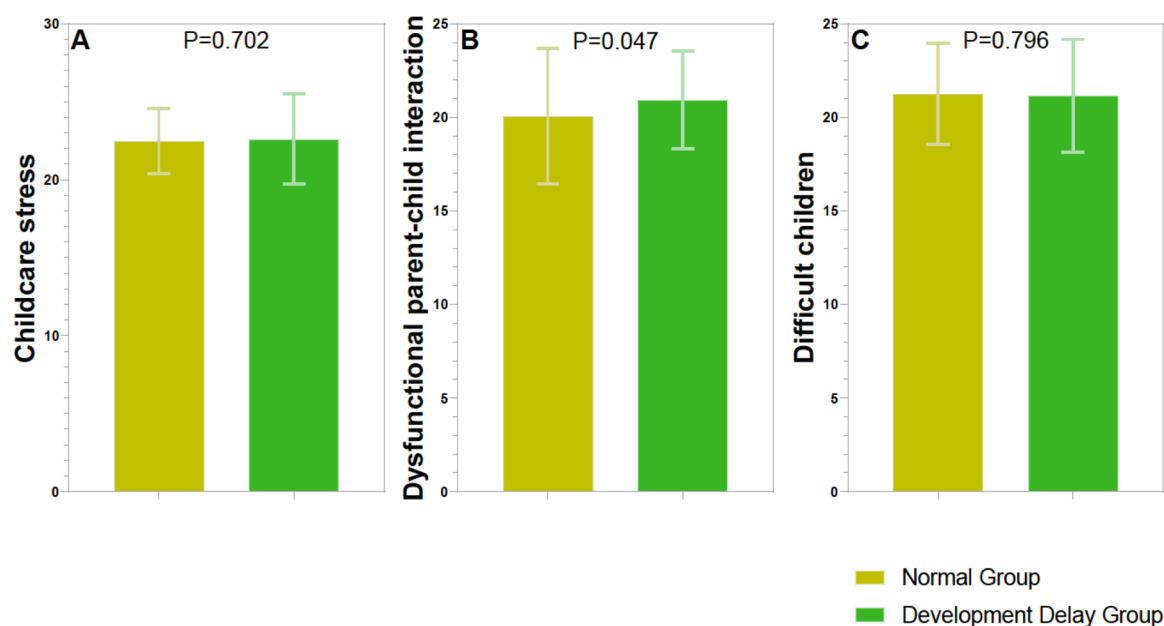 A
P=0.702
Childcare stress
30
20
10
0
B
P=0.047
Dysfunctional parent-child interaction
25
20
15
10
5
0
C
P=0.796
Difficult children
25
20
15
10
5
0
Normal Group
Development Delay Group